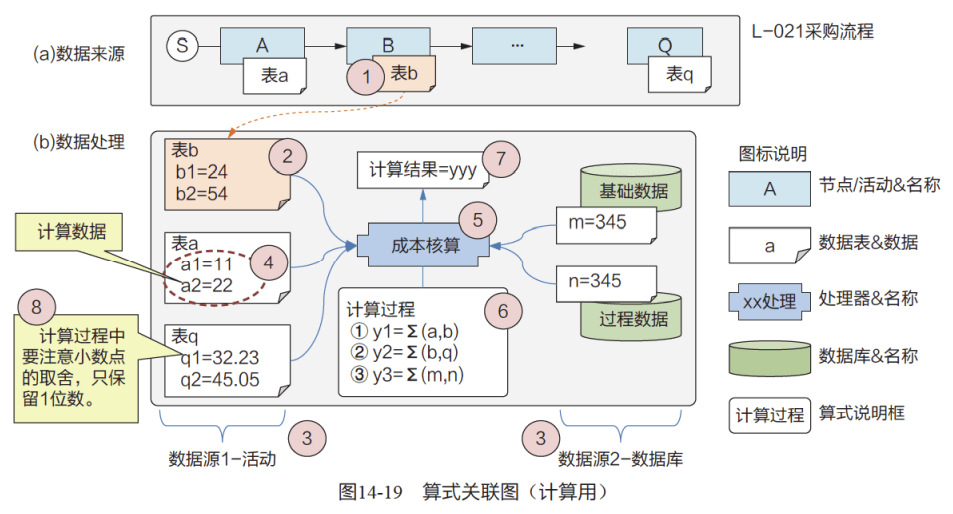 L-021采购流程
(a)数据来源
S
A
B
...
Q
表a
① 表b
表q
(b)数据处理
表b
b1=24
b2=54
②
计算结果=yyy
⑦
基础数据
m=345
计算数据
表a
a1=11
a2=22
④
成本核算
⑤
n=345
过程数据
⑧
计算过程中
要注意小数点
的取舍，只保
留1位数。
表q
q1=32.23
q2=45.05
计算过程
① y1=Σ(a,b)
② y2=Σ(b,q)
③ y3=Σ(m,n)
⑥
数据源1-活动
③
③
数据源2-数据库
图标说明
A
节点/活动&名称
a
数据表&数据
xx处理
处理器&名称
数据库&名称
计算过程
算式说明框
图14-19 算式关联图（计算用）